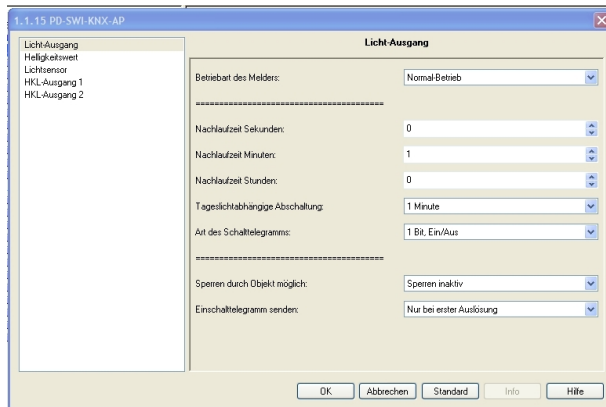 1.1.15 PD-SWI-KNX-AP
Licht-Ausgang
Helligkeitswert
Lichtsensor
HKL-Ausgang 1
HKL-Ausgang 2
Licht-Ausgang
Betriebart des Melders: Normal-Betrieb
=======================================
Nachlaufzeit Sekunden: 0
Nachlaufzeit Minuten: 1
Nachlaufzeit Stunden: 0
Tageslichtabhängige Abschaltung: 1 Minute
Art des Schalttelegramms: 1 Bit, Ein/Aus
=======================================
Sperren durch Objekt möglich: Sperren inaktiv
Einschalttelegramm senden: Nur bei erster Auslösung
OK Abbrechen Standard Info Hilfe